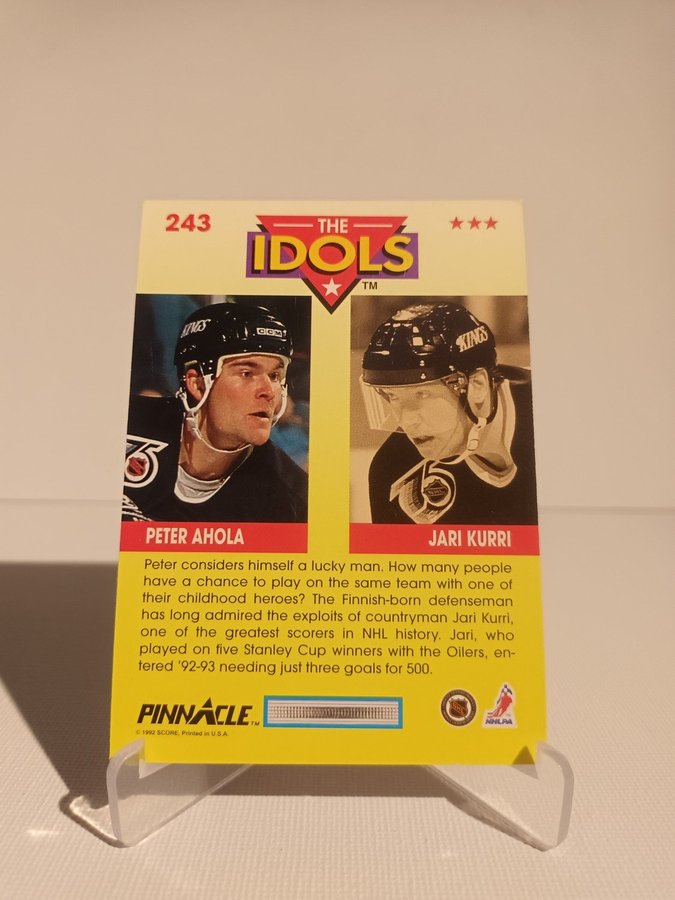 243
THE
IDOLS
TM
KINGS
CCM
KINGS
75
75
PETER AHOLA
JARI KURRI
Peter considers himself a lucky man. How many people
have a chance to play on the same team with one of
their childhood heroes? The Finnish-born defenseman
has long admired the exploits of countryman Jari Kurri,
one of the greatest scorers in NHL history. Jari, who
played on five Stanley Cup winners with the Oilers, en-
tered '92-93 needing just three goals for 500.
PINNACLE TM
© 1992 SCORE, Printed in U.S.A.
NHLPA